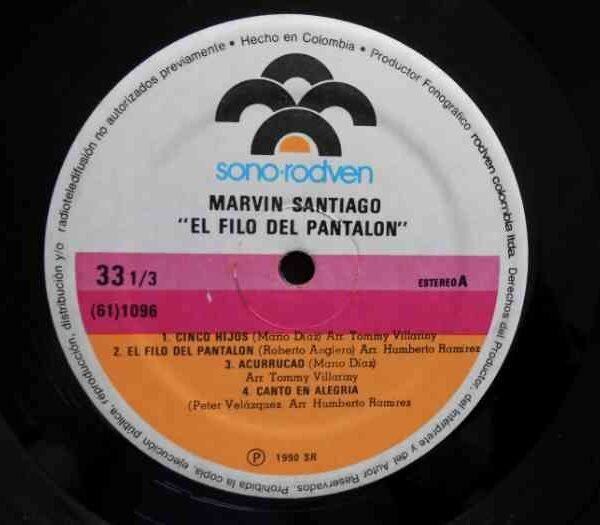 radioteledifusión no autorizados previamente • Hecho en Colombia • Productor Fonográfico rodven colombia ltda. Derechos del Productor, del Intérprete y del Autor Reservados. Prohibida la copia, ejecución pública, reproducción, distribución y/o
sono·rodven
MARVIN SANTIAGO
"EL FILO DEL PANTALON"
33 1/3
ESTEREO A
(61)1096
1. CINCO HIJOS (Mario Díaz) Arr. Tommy Villariny
2. EL FILO DEL PANTALON (Roberto Angiero) Arr. Humberto Ramírez
3. ACURRUCAO (Mario Díaz)
Arr Tommy Villariny
4. CANTO EN ALEGRIA
(Peter Velázquez. Arr Humberto Ramírez
Ⓟ 1990 SR